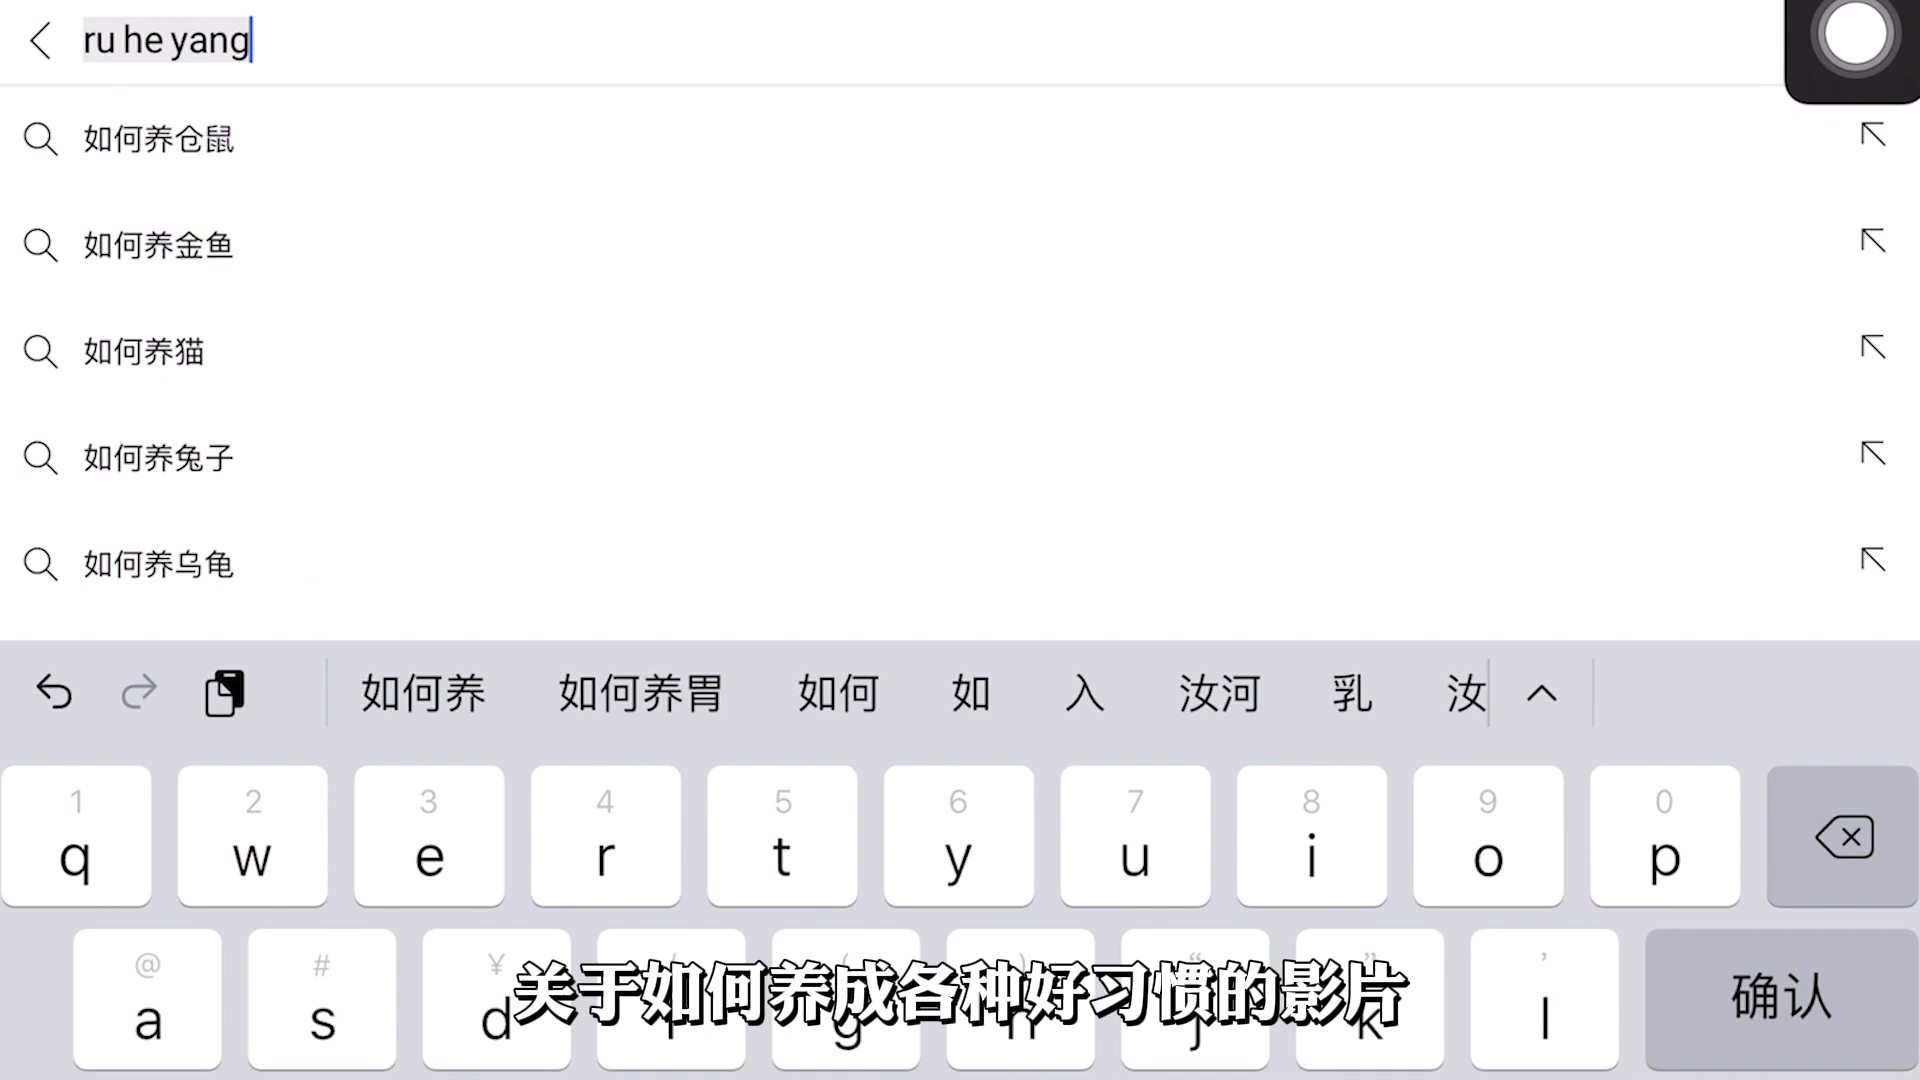 ru he yang
如何养仓鼠
如何养金鱼
如何养猫
如何养兔子
如何养乌龟
如何养 如何养胃 如何 如 入 汝河 乳 汝
1 2 3 4 5 6 7 8 9 0
q w e r t y u i o p
@ # ¥ ( ) “ ” ’
a s d g h j k l 确认
关于如何养成各种好习惯的影片